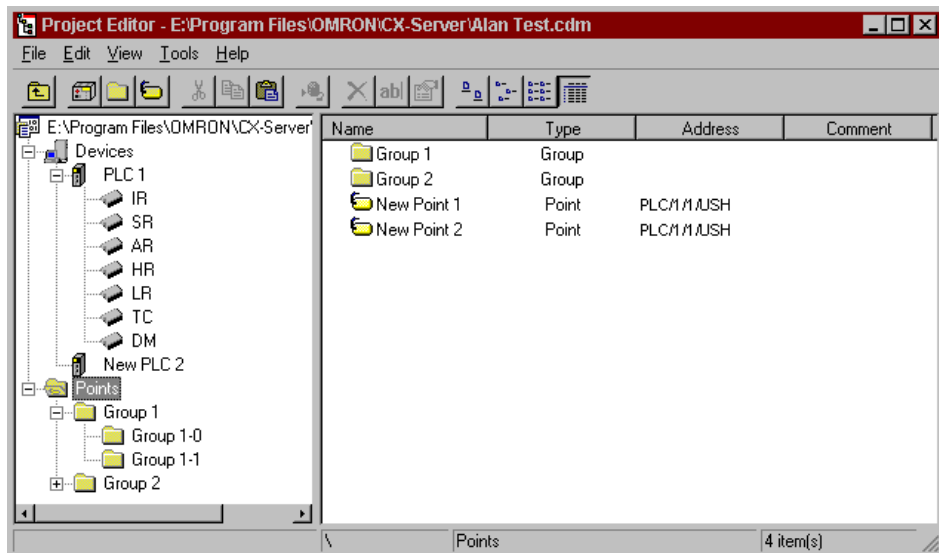 Project Editor - E:\Program Files\OMRON\CX-Server\Alan Test.cdm
File Edit View Tools Help
ab
E:\Program Files\OMRON\CX-Server'
Name Type Address Comment
Devices
PLC 1
IR
SR
AR
HR
LR
TC
DM
New PLC 2
Points
Group 1
Group 1-0
Group 1-1
Group 2
Group 1 Group
Group 2 Group
New Point 1 Point PLC/1/1/USH
New Point 2 Point PLC/1/1/USH
\ Points 4 item(s)